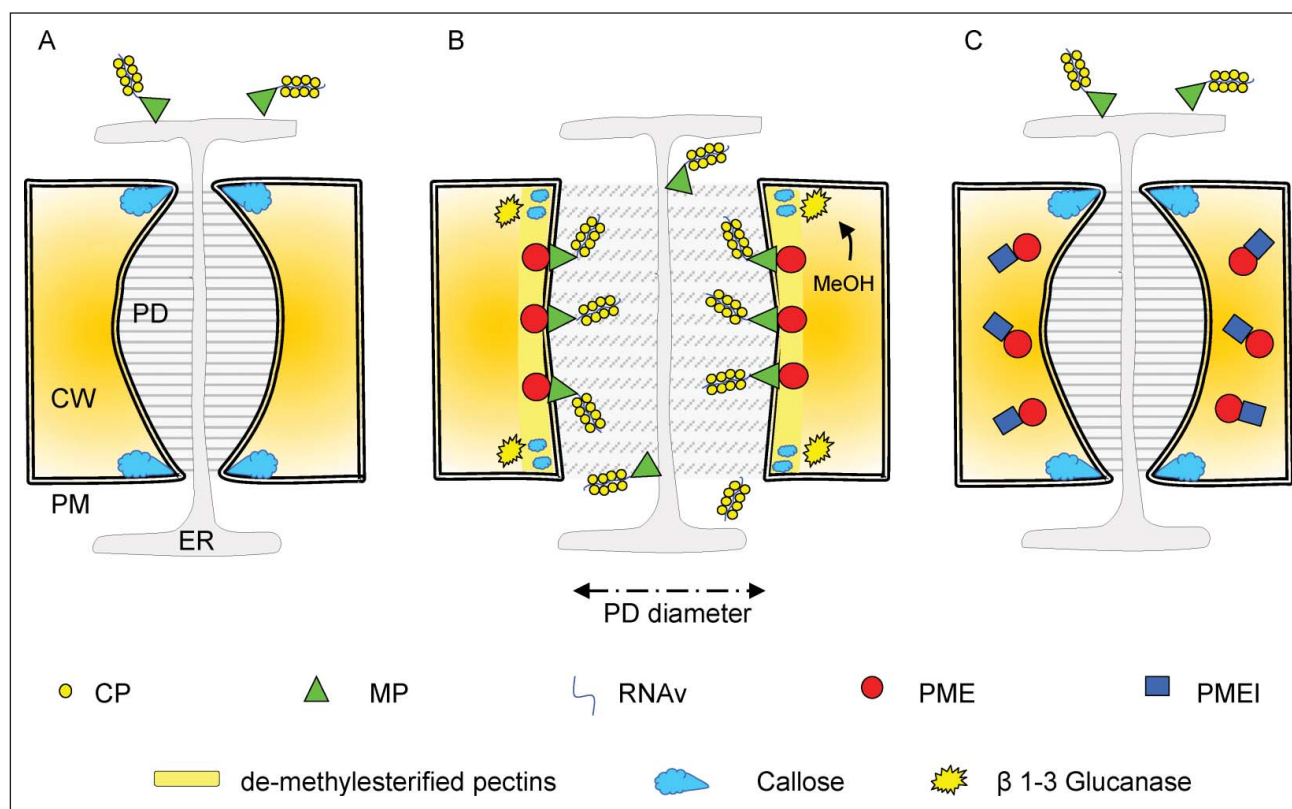 A
B
C
PD
CW
PM
ER
MeOH
PD diameter
CP
MP
RNAv
PME
PMEI
de-methylesterified pectins
Callose
β 1-3 Glucanase